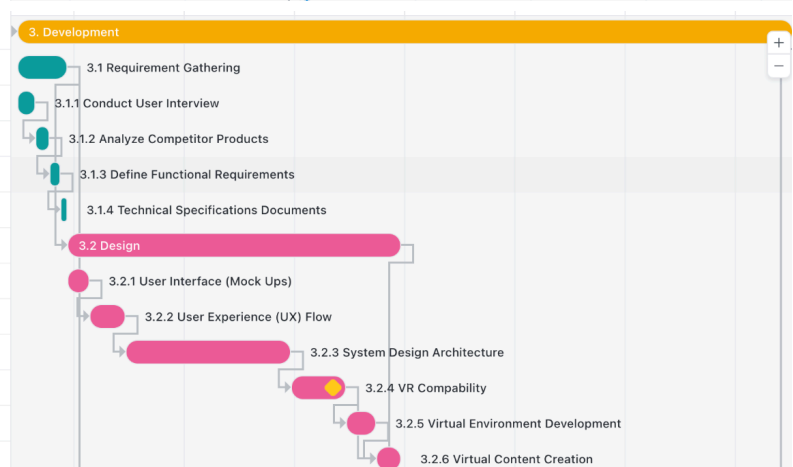 3. Development
+
3.1 Requirement Gathering
−
3.1.1 Conduct User Interview
3.1.2 Analyze Competitor Products
3.1.3 Define Functional Requirements
3.1.4 Technical Specifications Documents
3.2 Design
3.2.1 User Interface (Mock Ups)
3.2.2 User Experience (UX) Flow
3.2.3 System Design Architecture
3.2.4 VR Compability
3.2.5 Virtual Environment Development
3.2.6 Virtual Content Creation